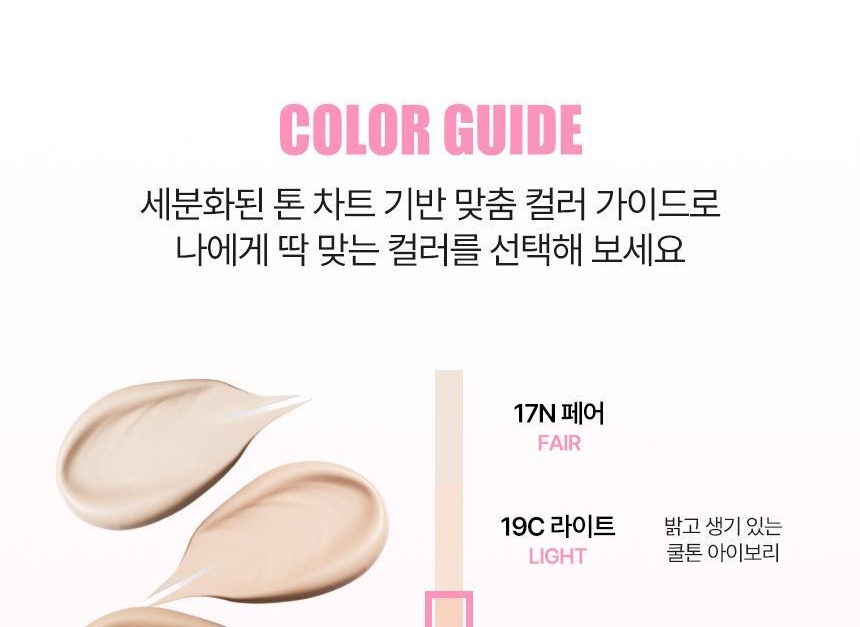 COLOR GUIDE
세분화된 톤 차트 기반 맞춤 컬러 가이드로
나에게 딱 맞는 컬러를 선택해 보세요
17N 페어
FAIR
19C 라이트
LIGHT
밝고 생기 있는
쿨톤 아이보리